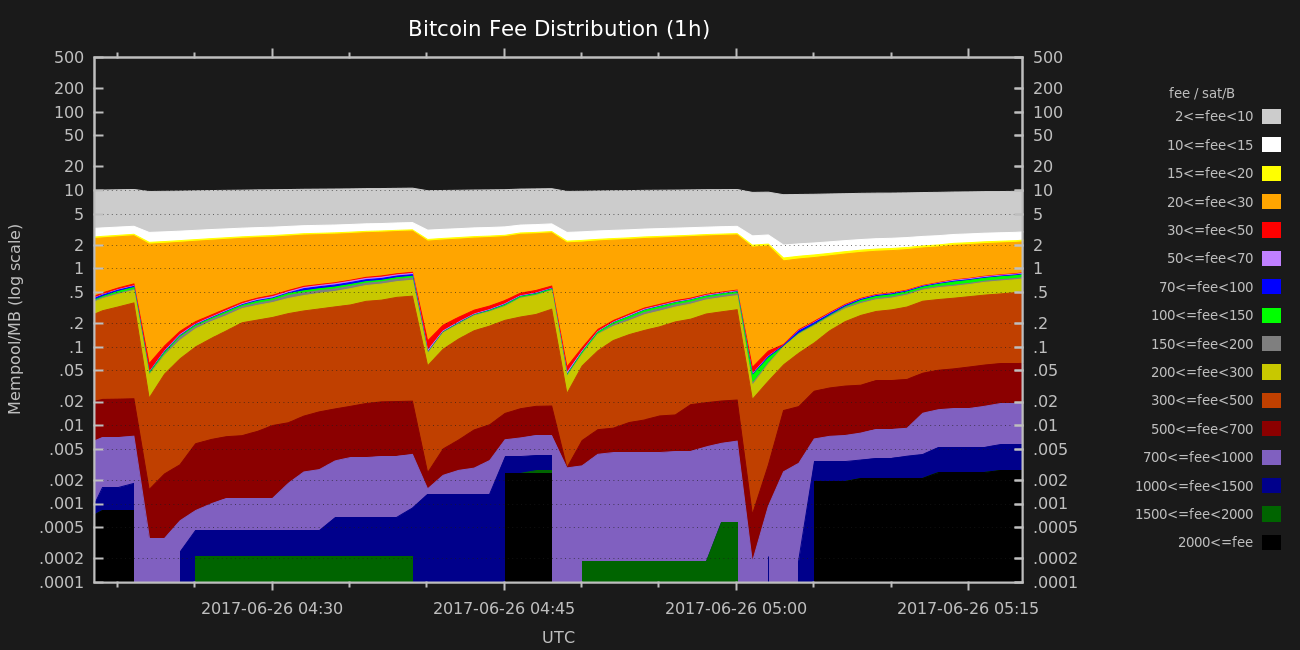 Bitcoin Fee Distribution (1h)
Mempool/MB (log scale)
500
200
100
50
20
10
5
2
1
.5
.2
.1
.05
.02
.01
.005
.002
.001
.0005
.0002
.0001
500
200
100
50
20
10
5
2
1
.5
.2
.1
.05
.02
.01
.005
.002
.001
.0005
.0002
.0001
2017-06-26 04:30 2017-06-26 04:45 2017-06-26 05:00 2017-06-26 05:15
UTC
fee / sat/B
2<=fee<10
10<=fee<15
15<=fee<20
20<=fee<30
30<=fee<50
50<=fee<70
70<=fee<100
100<=fee<150
150<=fee<200
200<=fee<300
300<=fee<500
500<=fee<700
700<=fee<1000
1000<=fee<1500
1500<=fee<2000
2000<=fee